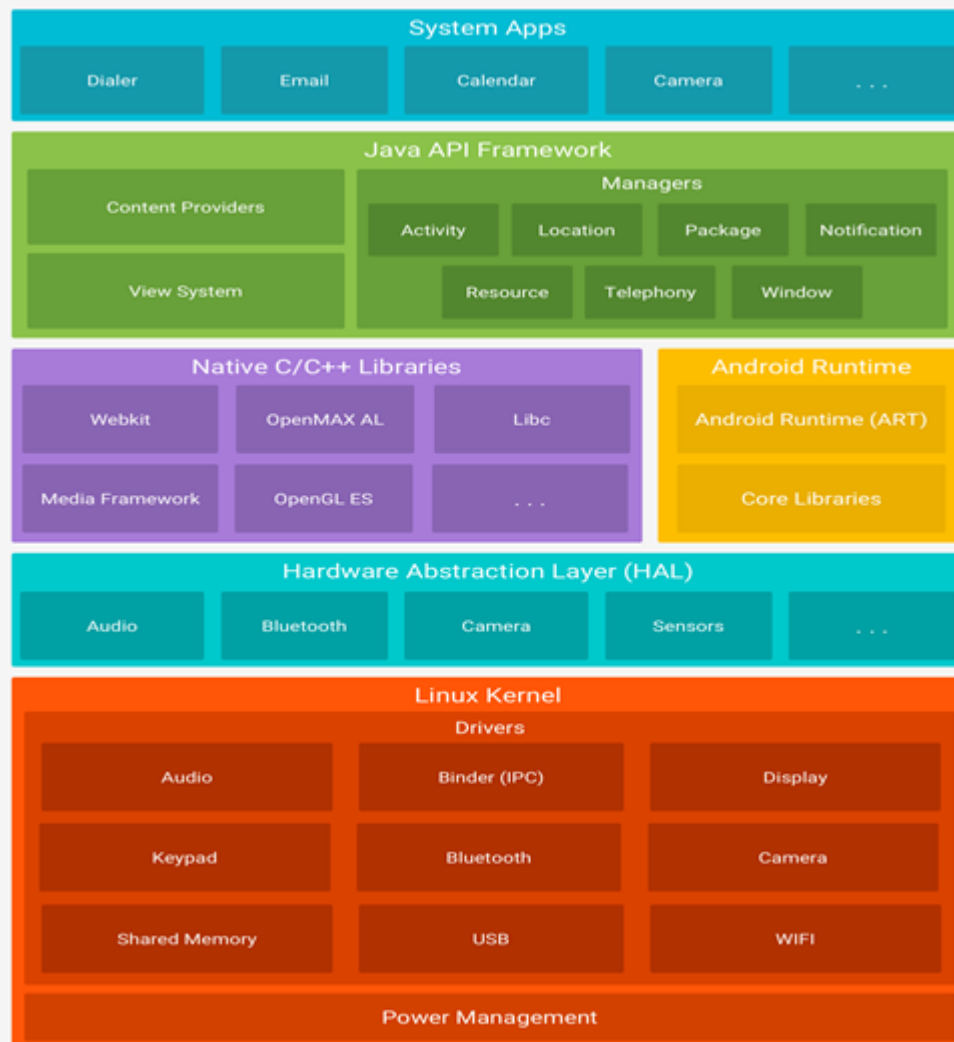 System Apps
Dialer Email Calendar Camera . . .
Java API Framework
Content Providers
View System
Managers
Activity Location Package Notification
Resource Telephony Window
Native C/C++ Libraries
Webkit OpenMAX AL Libc
Media Framework OpenGL ES . . .
Android Runtime
Android Runtime (ART)
Core Libraries
Hardware Abstraction Layer (HAL)
Audio Bluetooth Camera Sensors . . .
Linux Kernel
Drivers
Audio Binder (IPC) Display
Keypad Bluetooth Camera
Shared Memory USB WIFI
Power Management